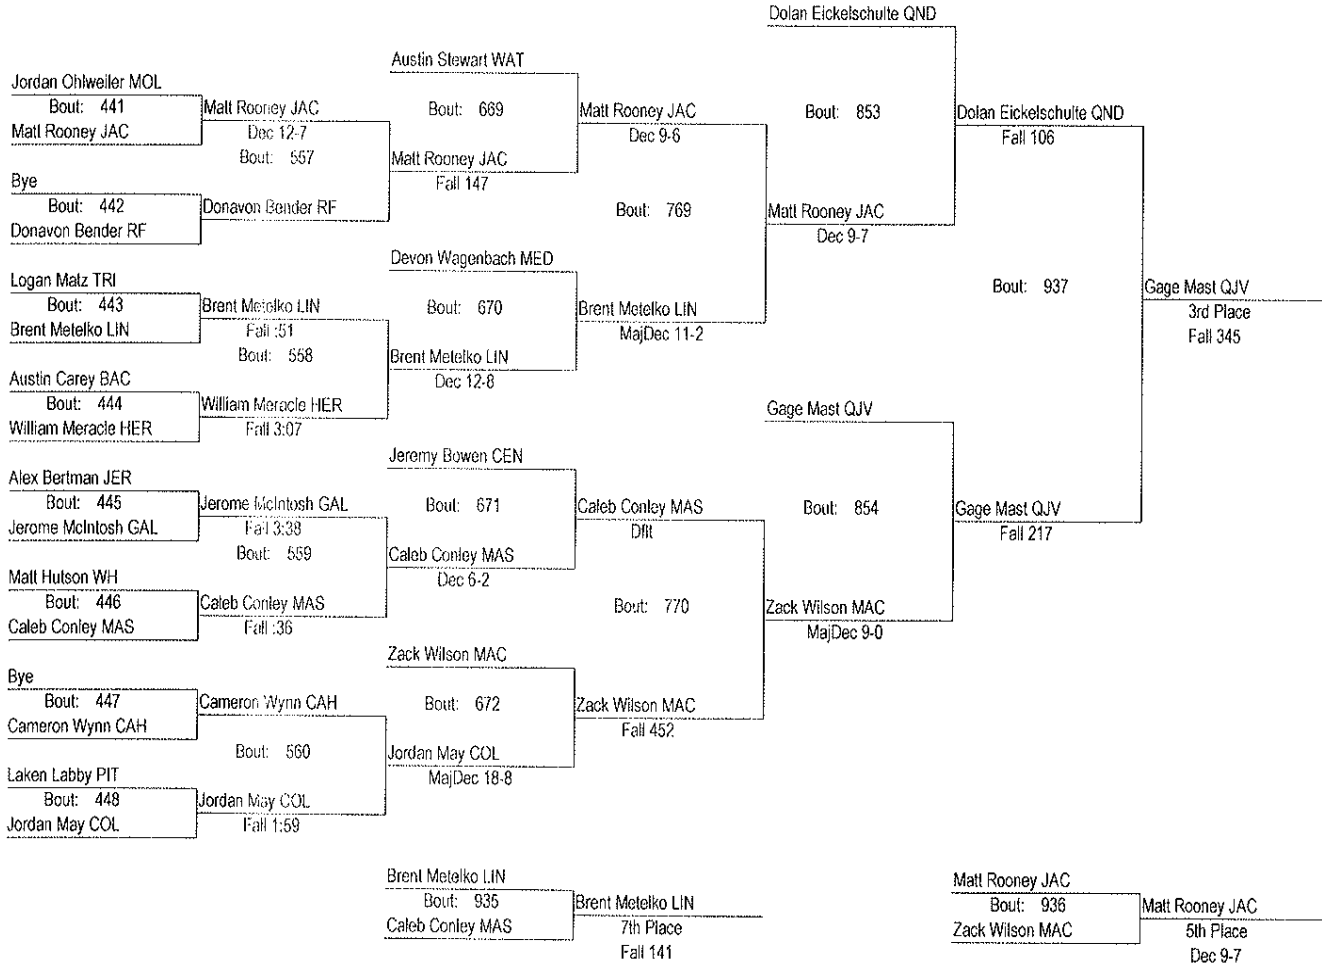 Dolan Eickelschulte QND
Austin Stewart WAT
Jordan Ohlweiler MOL
Bout: 441
Matt Rooney JAC
Matt Rooney JAC
Dec 12-7
Bout: 557
Bout: 669
Matt Rooney JAC
Dec 9-6
Bout: 853
Dolan Eickelschulte QND
Fall 106
Matt Rooney JAC
Fall 147
Bye
Bout: 442
Donavon Bender RF
Donavon Bender RF
Bout: 769
Matt Rooney JAC
Dec 9-7
Devon Wagenbach MED
Logan Matz TRI
Bout: 443
Brent Metelko LIN
Brent Metelko LIN
Fall :51
Bout: 558
Bout: 670
Brent Metelko LIN
MajDec 11-2
Bout: 937
Gage Mast QJV
3rd Place
Fall 345
Brent Metelko LIN
Dec 12-8
Austin Carey BAC
Bout: 444
William Meracle HER
William Meracle HER
Fall 3:07
Gage Mast QJV
Jeremy Bowen CEN
Alex Bertman JER
Bout: 445
Jerome McIntosh GAL
Jerome McIntosh GAL
Fall 3:38
Bout: 559
Bout: 671
Caleb Conley MAS
Dflt
Bout: 854
Gage Mast QJV
Fall 217
Caleb Conley MAS
Dec 6-2
Matt Hutson WH
Bout: 446
Caleb Conley MAS
Caleb Conley MAS
Fall :36
Bout: 770
Zack Wilson MAC
MajDec 9-0
Zack Wilson MAC
Bye
Bout: 447
Cameron Wynn CAH
Cameron Wynn CAH
Bout: 560
Bout: 672
Zack Wilson MAC
Fall 452
Jordan May COL
MajDec 18-8
Laken Labby PIT
Bout: 448
Jordan May COL
Jordan May COL
Fall 1:59
Brent Metelko LIN
Bout: 935
Caleb Conley MAS
Brent Metelko LIN
7th Place
Fall 141
Matt Rooney JAC
Bout: 936
Zack Wilson MAC
Matt Rooney JAC
5th Place
Dec 9-7